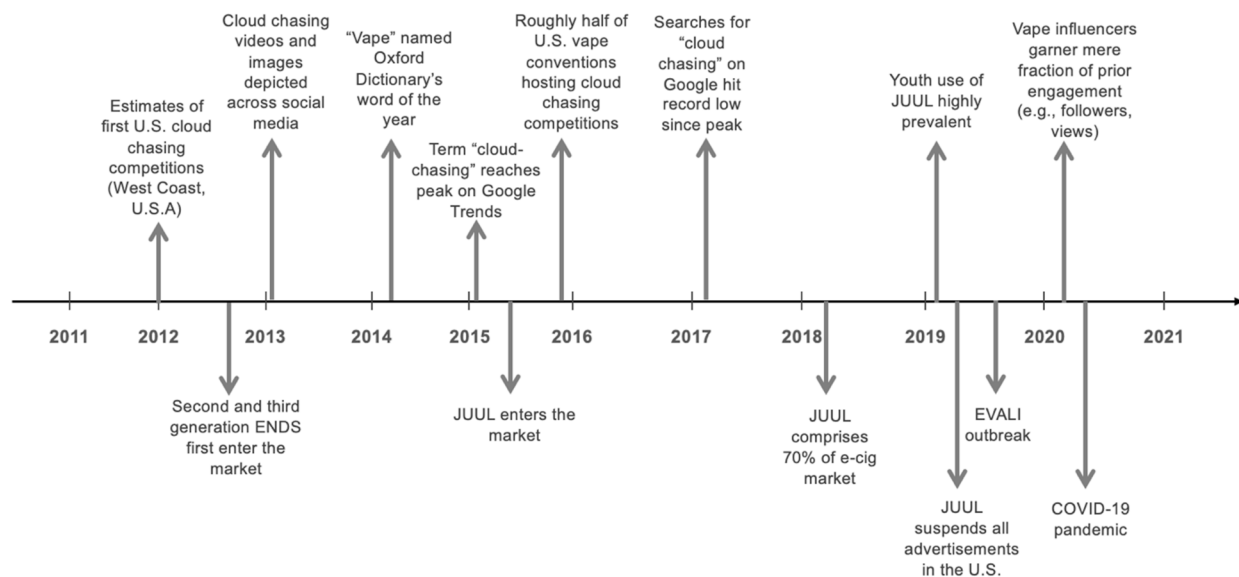 Estimates of
first U.S. cloud
chasing
competitions
(West Coast,
U.S.A)
Cloud chasing
videos and
images
depicted
across social
media
“Vape” named
Oxford
Dictionary’s
word of the
year
Term “cloud-
chasing” reaches
peak on Google
Trends
Roughly half of
U.S. vape
conventions
hosting cloud
chasing
competitions
Searches for
“cloud
chasing” on
Google hit
record low
since peak
Youth use of
JUUL highly
prevalent
Vape influencers
garner mere
fraction of prior
engagement
(e.g., followers,
views)
2011
2012
2013
2014
2015
2016
2017
2018
2019
2020
2021
Second and third
generation ENDS
first enter the
market
JUUL enters the
market
JUUL
comprises
70% of e-cig
market
JUUL
suspends all
advertisements
in the U.S.
EVALI
outbreak
COVID-19
pandemic